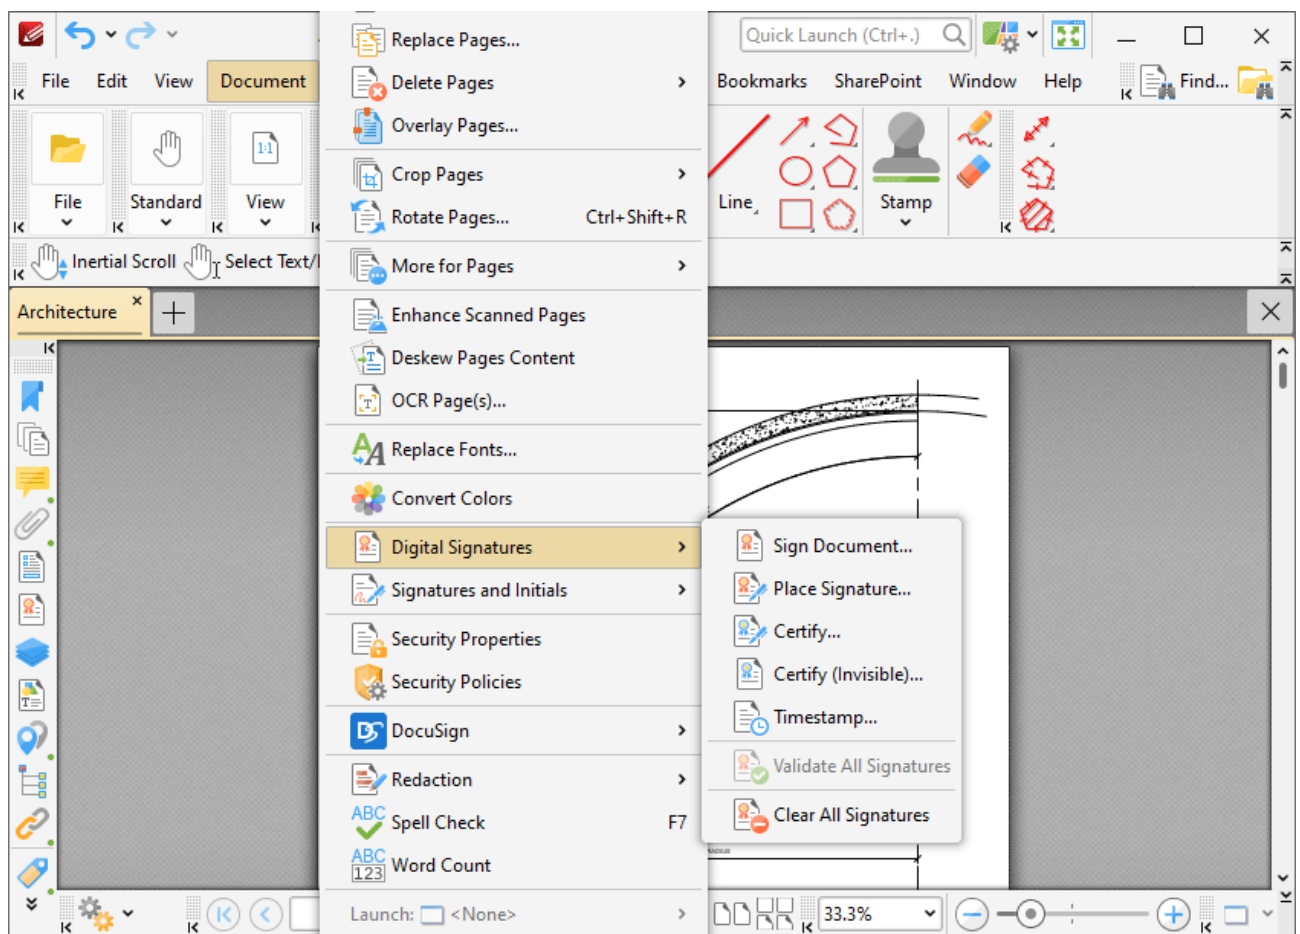 Quick Launch (Ctrl+.)
File
Edit
View
Document
Bookmarks
SharePoint
Window
Help
Find...
File
Standard
View
1:1
Line
Stamp
Inertial Scroll
Select Text/
Architecture
Replace Pages...
Delete Pages
Overlay Pages...
Crop Pages
Rotate Pages... Ctrl+Shift+R
More for Pages
Enhance Scanned Pages
Deskew Pages Content
OCR Page(s)...
Replace Fonts...
Convert Colors
Digital Signatures
Signatures and Initials
Security Properties
Security Policies
DocuSign
Redaction
Spell Check F7
Word Count
Launch: <None>
Sign Document...
Place Signature...
Certify...
Certify (Invisible)...
Timestamp...
Validate All Signatures
Clear All Signatures
RADIUS
33.3%